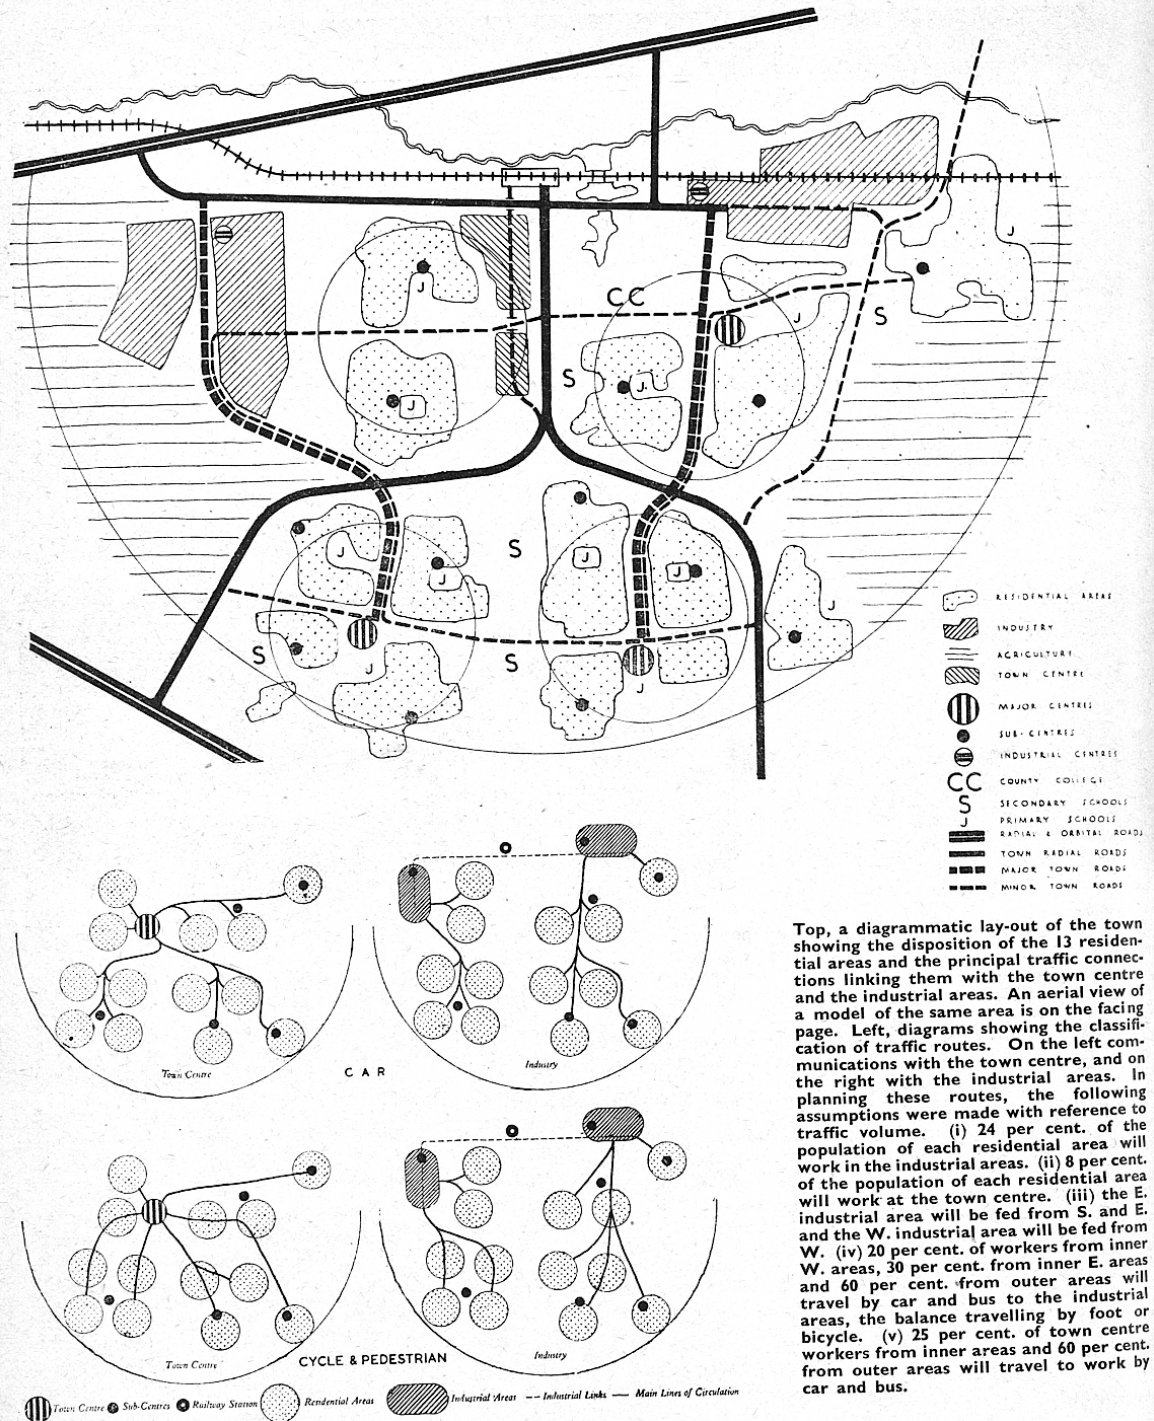 J
CC
J
J
S
S
J
J
J
J
S
J
J
J
S
S
J
J
J
RESIDENTIAL AREAS
INDUSTRY
AGRICULTURE
TOWN CENTRE
MAJOR CENTRES
SUB-CENTRES
INDUSTRIAL CENTRES
CC COUNTY COLLEGE
S SECONDARY SCHOOLS
J PRIMARY SCHOOLS
RADIAL & ORBITAL ROADS
TOWN RADIAL ROADS
MAJOR TOWN ROADS
MINOR TOWN ROADS
Town Centre
Industry
CAR
Town Centre
Industry
CYCLE & PEDESTRIAN
Town Centre Sub-Centres Railway Station Residential Areas Industrial Areas -- Industrial Links — Main Lines of Circulation
Top, a diagrammatic lay-out of the town
showing the disposition of the 13 residen-
tial areas and the principal traffic connec-
tions linking them with the town centre
and the industrial areas. An aerial view of
a model of the same area is on the facing
page. Left, diagrams showing the classifi-
cation of traffic routes. On the left com-
munications with the town centre, and on
the right with the industrial areas. In
planning these routes, the following
assumptions were made with reference to
traffic volume. (i) 24 per cent. of the
population of each residential area will
work in the industrial areas. (ii) 8 per cent.
of the population of each residential area
will work at the town centre. (iii) the E.
industrial area will be fed from S. and E.
and the W. industrial area will be fed from
W. (iv) 20 per cent. of workers from inner
W. areas, 30 per cent. from inner E. areas
and 60 per cent. from outer areas will
travel by car and bus to the industrial
areas, the balance travelling by foot or
bicycle. (v) 25 per cent. of town centre
workers from inner areas and 60 per cent.
from outer areas will travel to work by
car and bus.